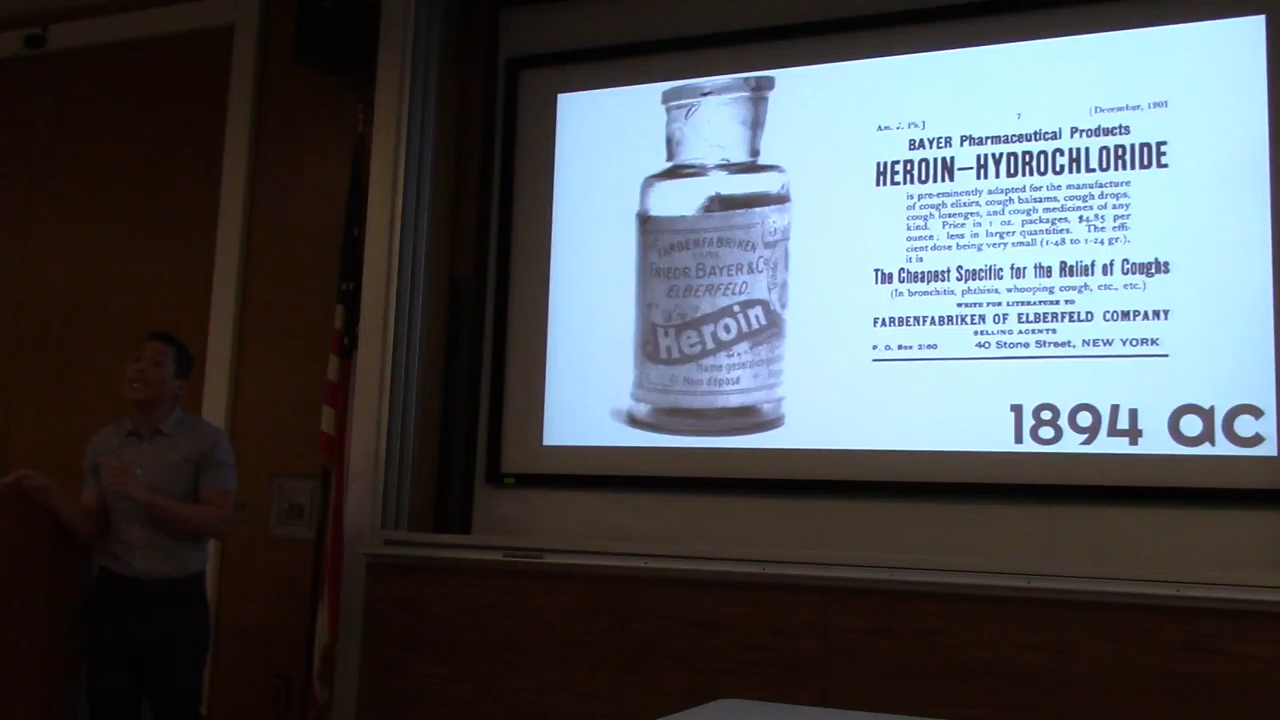 FARBENFABRIKEN
FRIEDR. BAYER & Co.
ELBERFELD.
Heroin
Nom déposé
Am. J. Ph.]
7
[December, 1901
BAYER Pharmaceutical Products
HEROIN—HYDROCHLORIDE
is pre-eminently adapted for the manufacture
of cough elixirs, cough balsams, cough drops,
cough lozenges, and cough medicines of any
kind. Price in 1 oz. packages, $4.85 per
ounce; less in larger quantities. The effi-
cient dose being very small (1-48 to 1-24 gr.),
it is
The Cheapest Specific for the Relief of Coughs
(In bronchitis, phthisis, whooping cough, etc., etc.)
WRITE FOR LITERATURE TO
FARBENFABRIKEN OF ELBERFELD COMPANY
SELLING AGENTS
P. O. Box 2160 40 Stone Street, NEW YORK
1894 ac